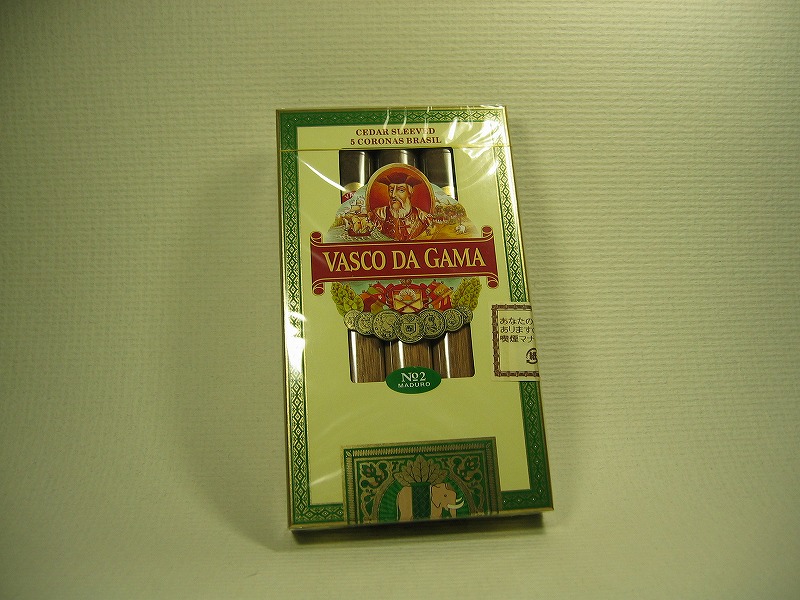 CEDAR SLEEVED
5 CORONAS BRASIL
VASCO DA GAMA
No2
MADURO
あなたの
あります
喫煙マナ